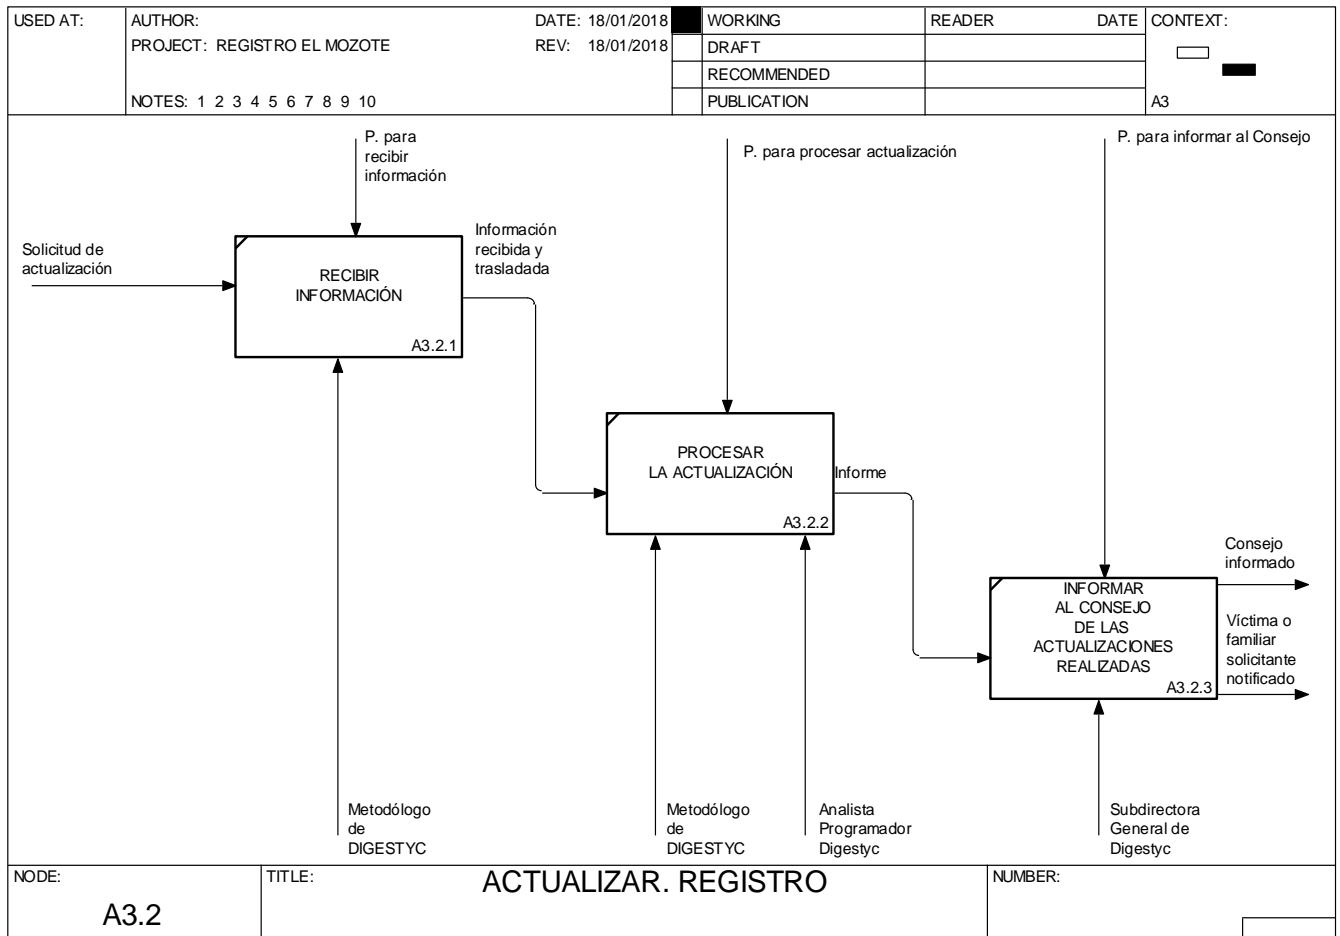 USED AT:
AUTHOR:
DATE: 18/01/2018
PROJECT: REGISTRO EL MOZOTE
REV: 18/01/2018
NOTES: 1 2 3 4 5 6 7 8 9 10
WORKING
DRAFT
RECOMMENDED
PUBLICATION
READER
DATE
CONTEXT:
A3
P. para
recibir
información
P. para procesar actualización
P. para informar al Consejo
Solicitud de
actualización
RECIBIR
INFORMACIÓN
A3.2.1
Información
recibida y
trasladada
PROCESAR
LA ACTUALIZACIÓN
A3.2.2
Informe
INFORMAR
AL CONSEJO
DE LAS
ACTUALIZACIONES
REALIZADAS
A3.2.3
Consejo
informado
Víctima o
familiar
solicitante
notificado
Metodólogo
de
DIGESTYC
Metodólogo
de
DIGESTYC
Analista
Programador
Digestyc
Subdirectora
General de
Digestyc
NODE:
A3.2
TITLE:
ACTUALIZAR. REGISTRO
NUMBER: